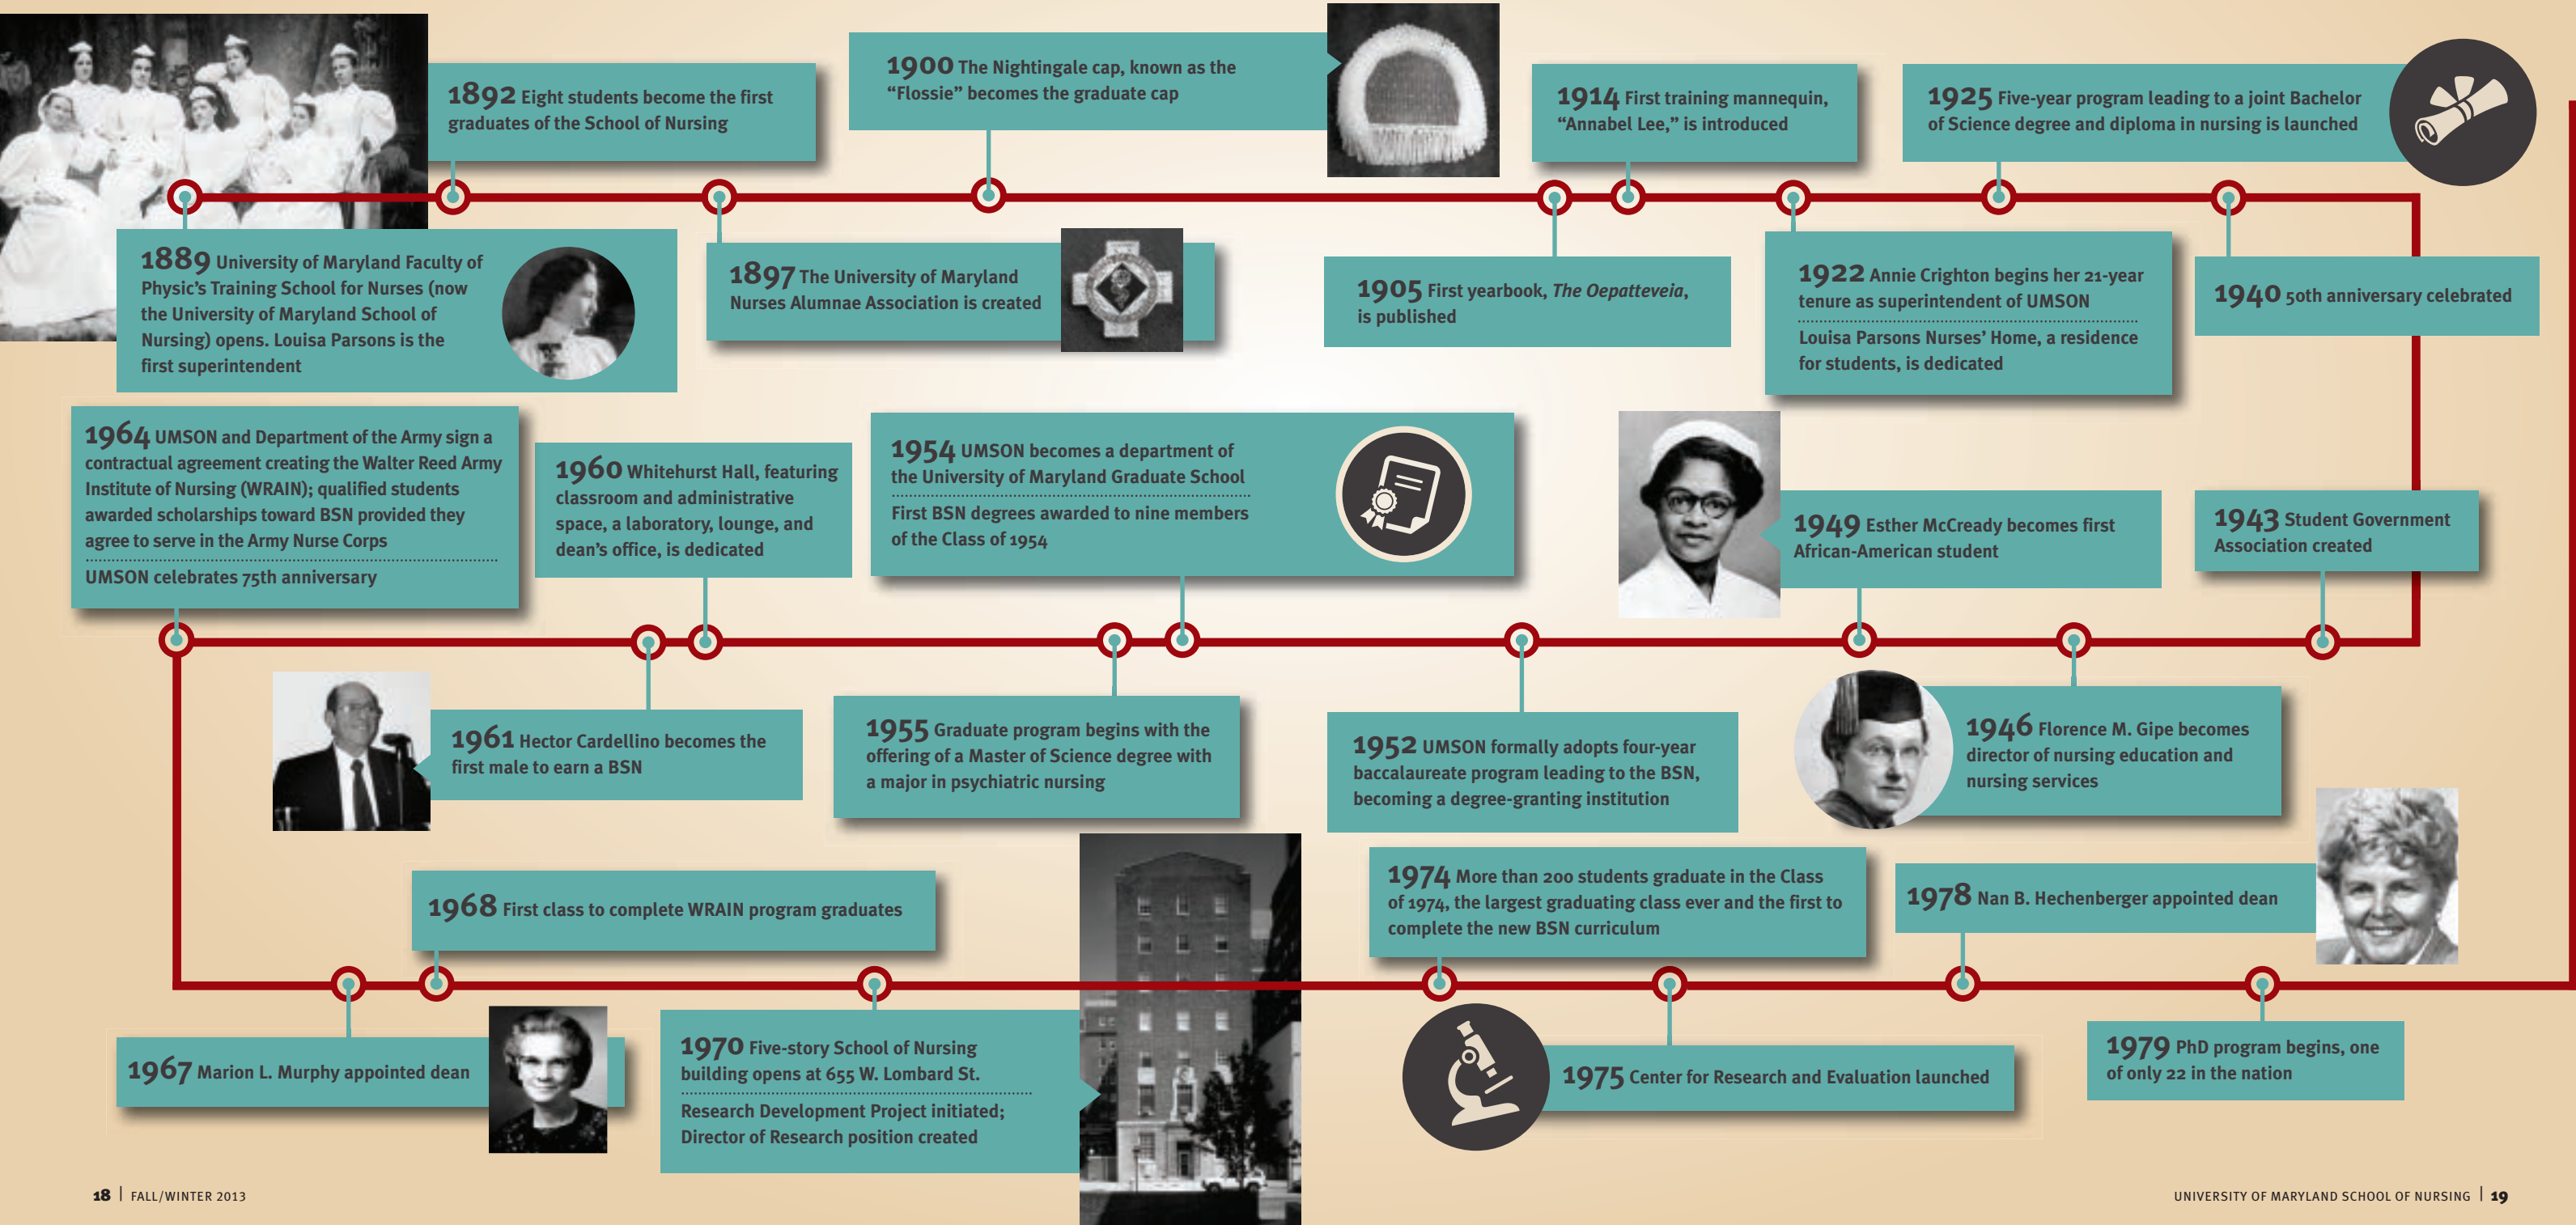 1892 Eight students become the first
graduates of the School of Nursing
1900 The Nightingale cap, known as the
“Flossie” becomes the graduate cap
1914 First training mannequin,
“Annabel Lee,” is introduced
1925 Five-year program leading to a joint Bachelor
of Science degree and diploma in nursing is launched
1889 University of Maryland Faculty of
Physic’s Training School for Nurses (now
the University of Maryland School of
Nursing) opens. Louisa Parsons is the
first superintendent
1897 The University of Maryland
Nurses Alumnae Association is created
1905 First yearbook, The Oepatteveia,
is published
1922 Annie Crighton begins her 21-year
tenure as superintendent of UMSON
Louisa Parsons Nurses’ Home, a residence
for students, is dedicated
1940 50th anniversary celebrated
1964 UMSON and Department of the Army sign a
contractual agreement creating the Walter Reed Army
Institute of Nursing (WRAIN); qualified students
awarded scholarships toward BSN provided they
agree to serve in the Army Nurse Corps
UMSON celebrates 75th anniversary
1960 Whitehurst Hall, featuring
classroom and administrative
space, a laboratory, lounge, and
dean’s office, is dedicated
1954 UMSON becomes a department of
the University of Maryland Graduate School
First BSN degrees awarded to nine members
of the Class of 1954
1949 Esther McCready becomes first
African-American student
1943 Student Government
Association created
1961 Hector Cardellino becomes the
first male to earn a BSN
1955 Graduate program begins with the
offering of a Master of Science degree with
a major in psychiatric nursing
1952 UMSON formally adopts four-year
baccalaureate program leading to the BSN,
becoming a degree-granting institution
1946 Florence M. Gipe becomes
director of nursing education and
nursing services
1968 First class to complete WRAIN program graduates
1974 More than 200 students graduate in the Class
of 1974, the largest graduating class ever and the first to
complete the new BSN curriculum
1978 Nan B. Hechenberger appointed dean
1967 Marion L. Murphy appointed dean
1970 Five-story School of Nursing
building opens at 655 W. Lombard St.
Research Development Project initiated;
Director of Research position created
1975 Center for Research and Evaluation launched
1979 PhD program begins, one
of only 22 in the nation
18 | FALL/WINTER 2013
UNIVERSITY OF MARYLAND SCHOOL OF NURSING | 19